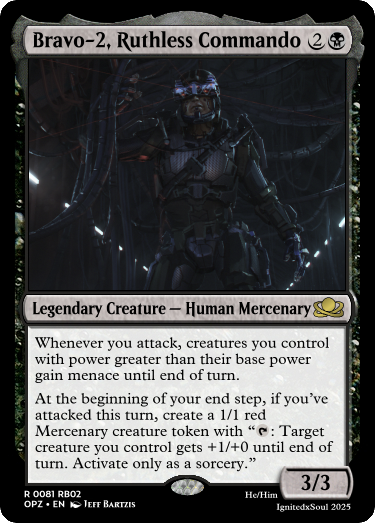 Bravo-2, Ruthless Commando 2
Legendary Creature — Human Mercenary
Whenever you attack, creatures you control
with power greater than their base power
gain menace until end of turn.
At the beginning of your end step, if you've
attacked this turn, create a 1/1 red
Mercenary creature token with “: Target
creature you control gets +1/+0 until end of
turn. Activate only as a sorcery.”
3/3
R 0081 RB02
He/Him
OPZ • EN Jeff Bartzis
IgnitedxSoul 2025